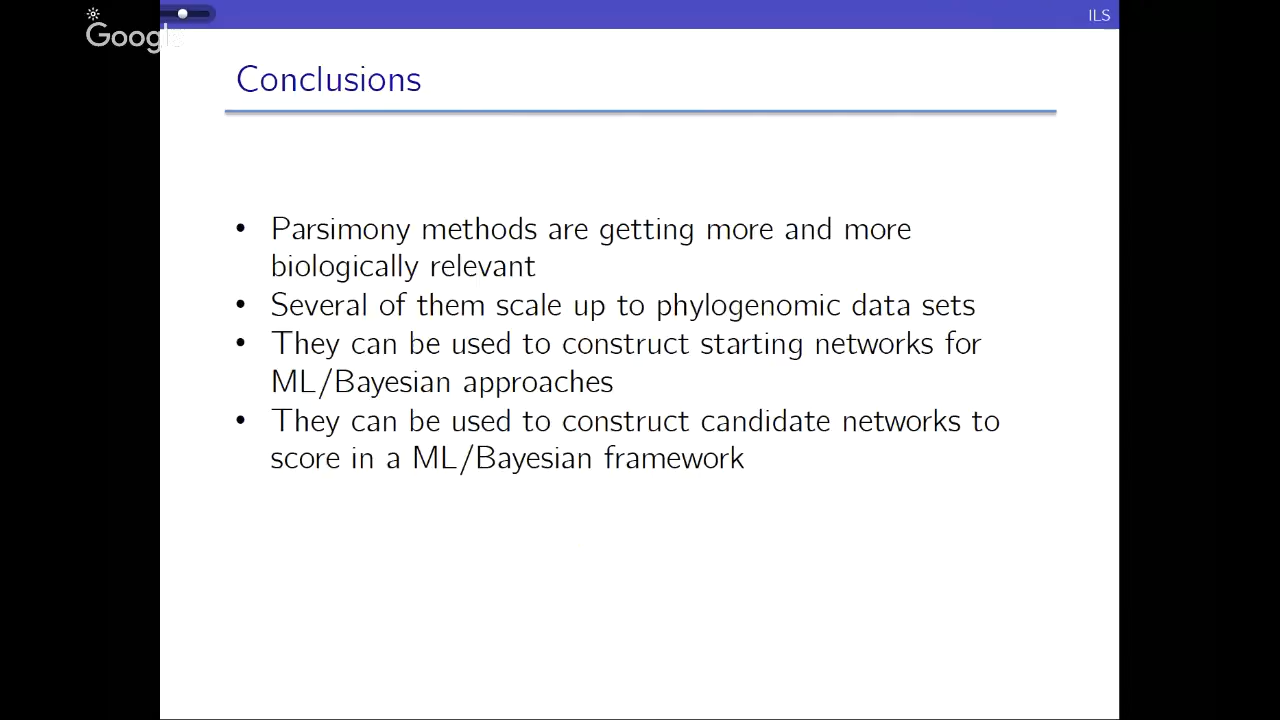 ILS
Google
Conclusions
• Parsimony methods are getting more and more
biologically relevant
• Several of them scale up to phylogenomic data sets
• They can be used to construct starting networks for
ML/Bayesian approaches
• They can be used to construct candidate networks to
score in a ML/Bayesian framework